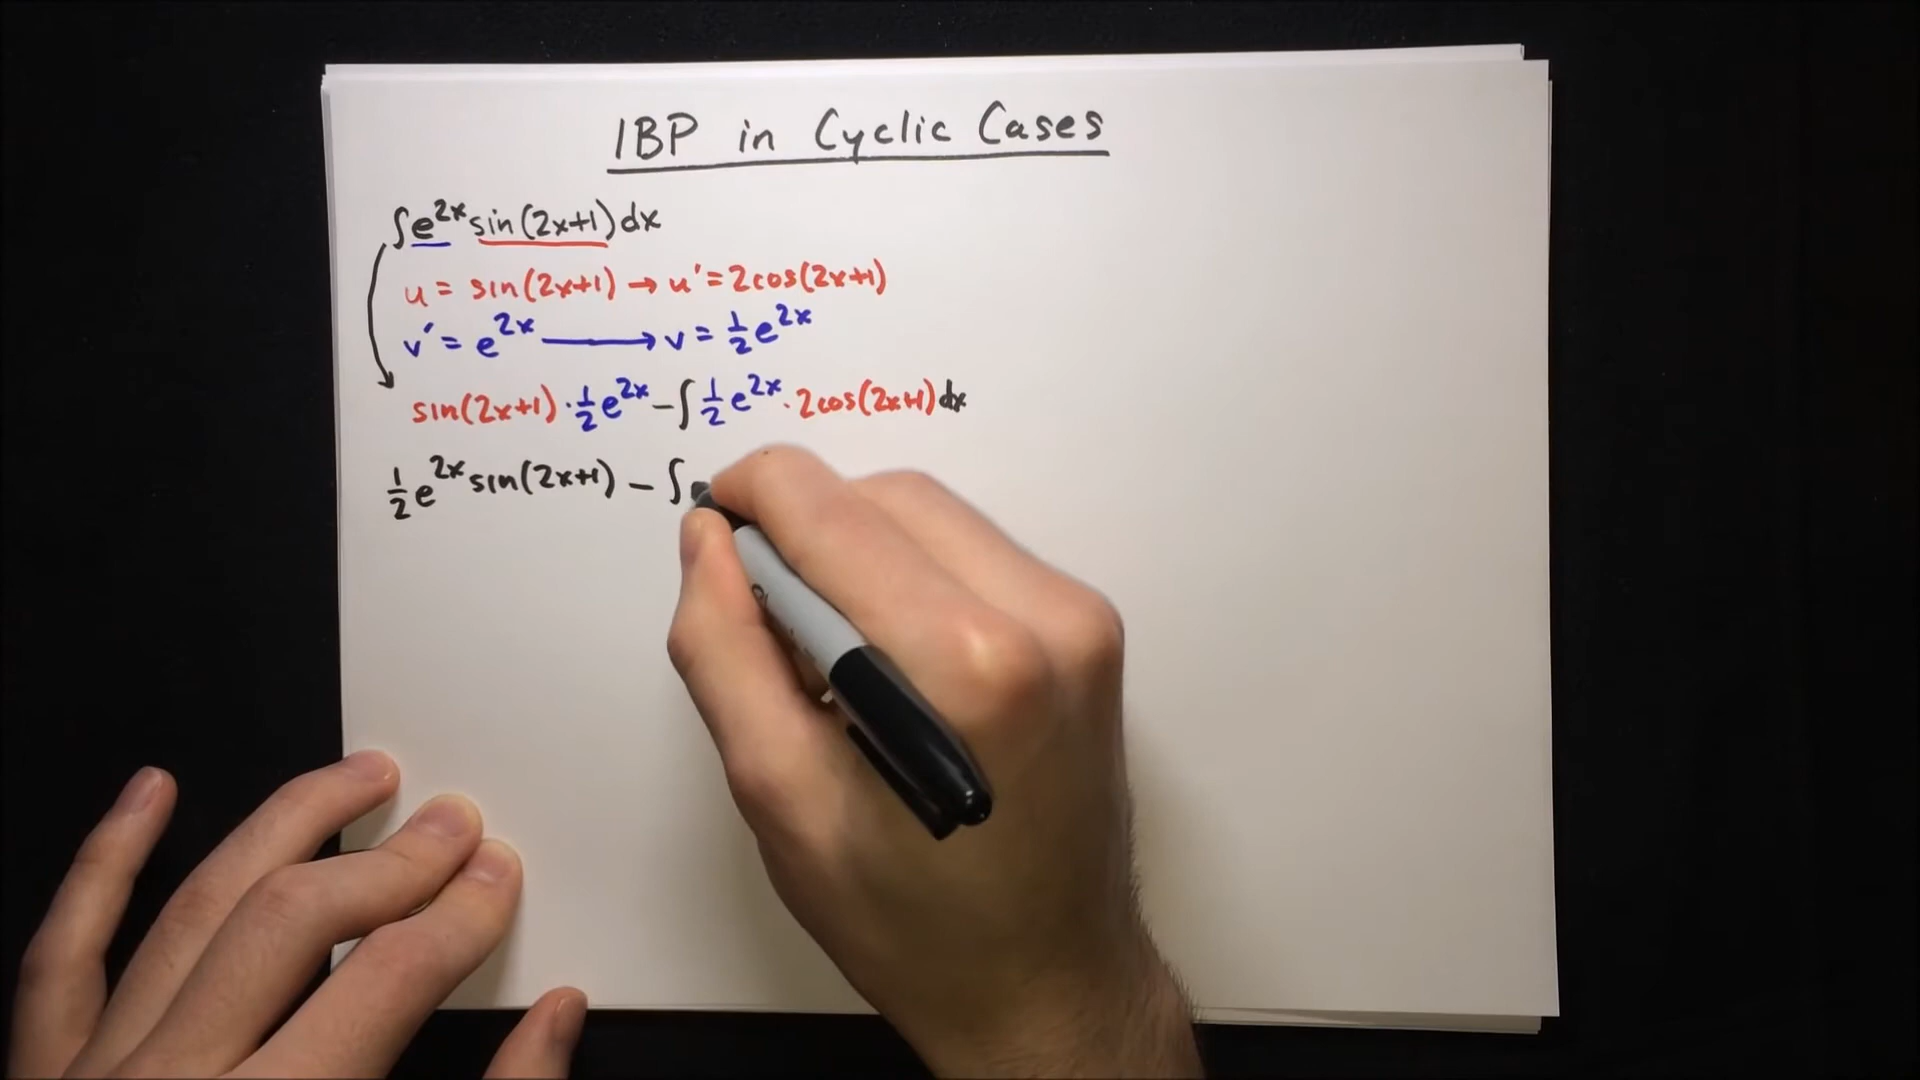 IBP in Cyclic Cases
∫e^{2x} sin(2x+1)dx
u = sin(2x+1) → u' = 2cos(2x+1)
v' = e^{2x} → v = ½e^{2x}
sin(2x+1) · ½e^{2x} − ∫½e^{2x} · 2cos(2x+1)dx
½e^{2x} sin(2x+1) − ∫